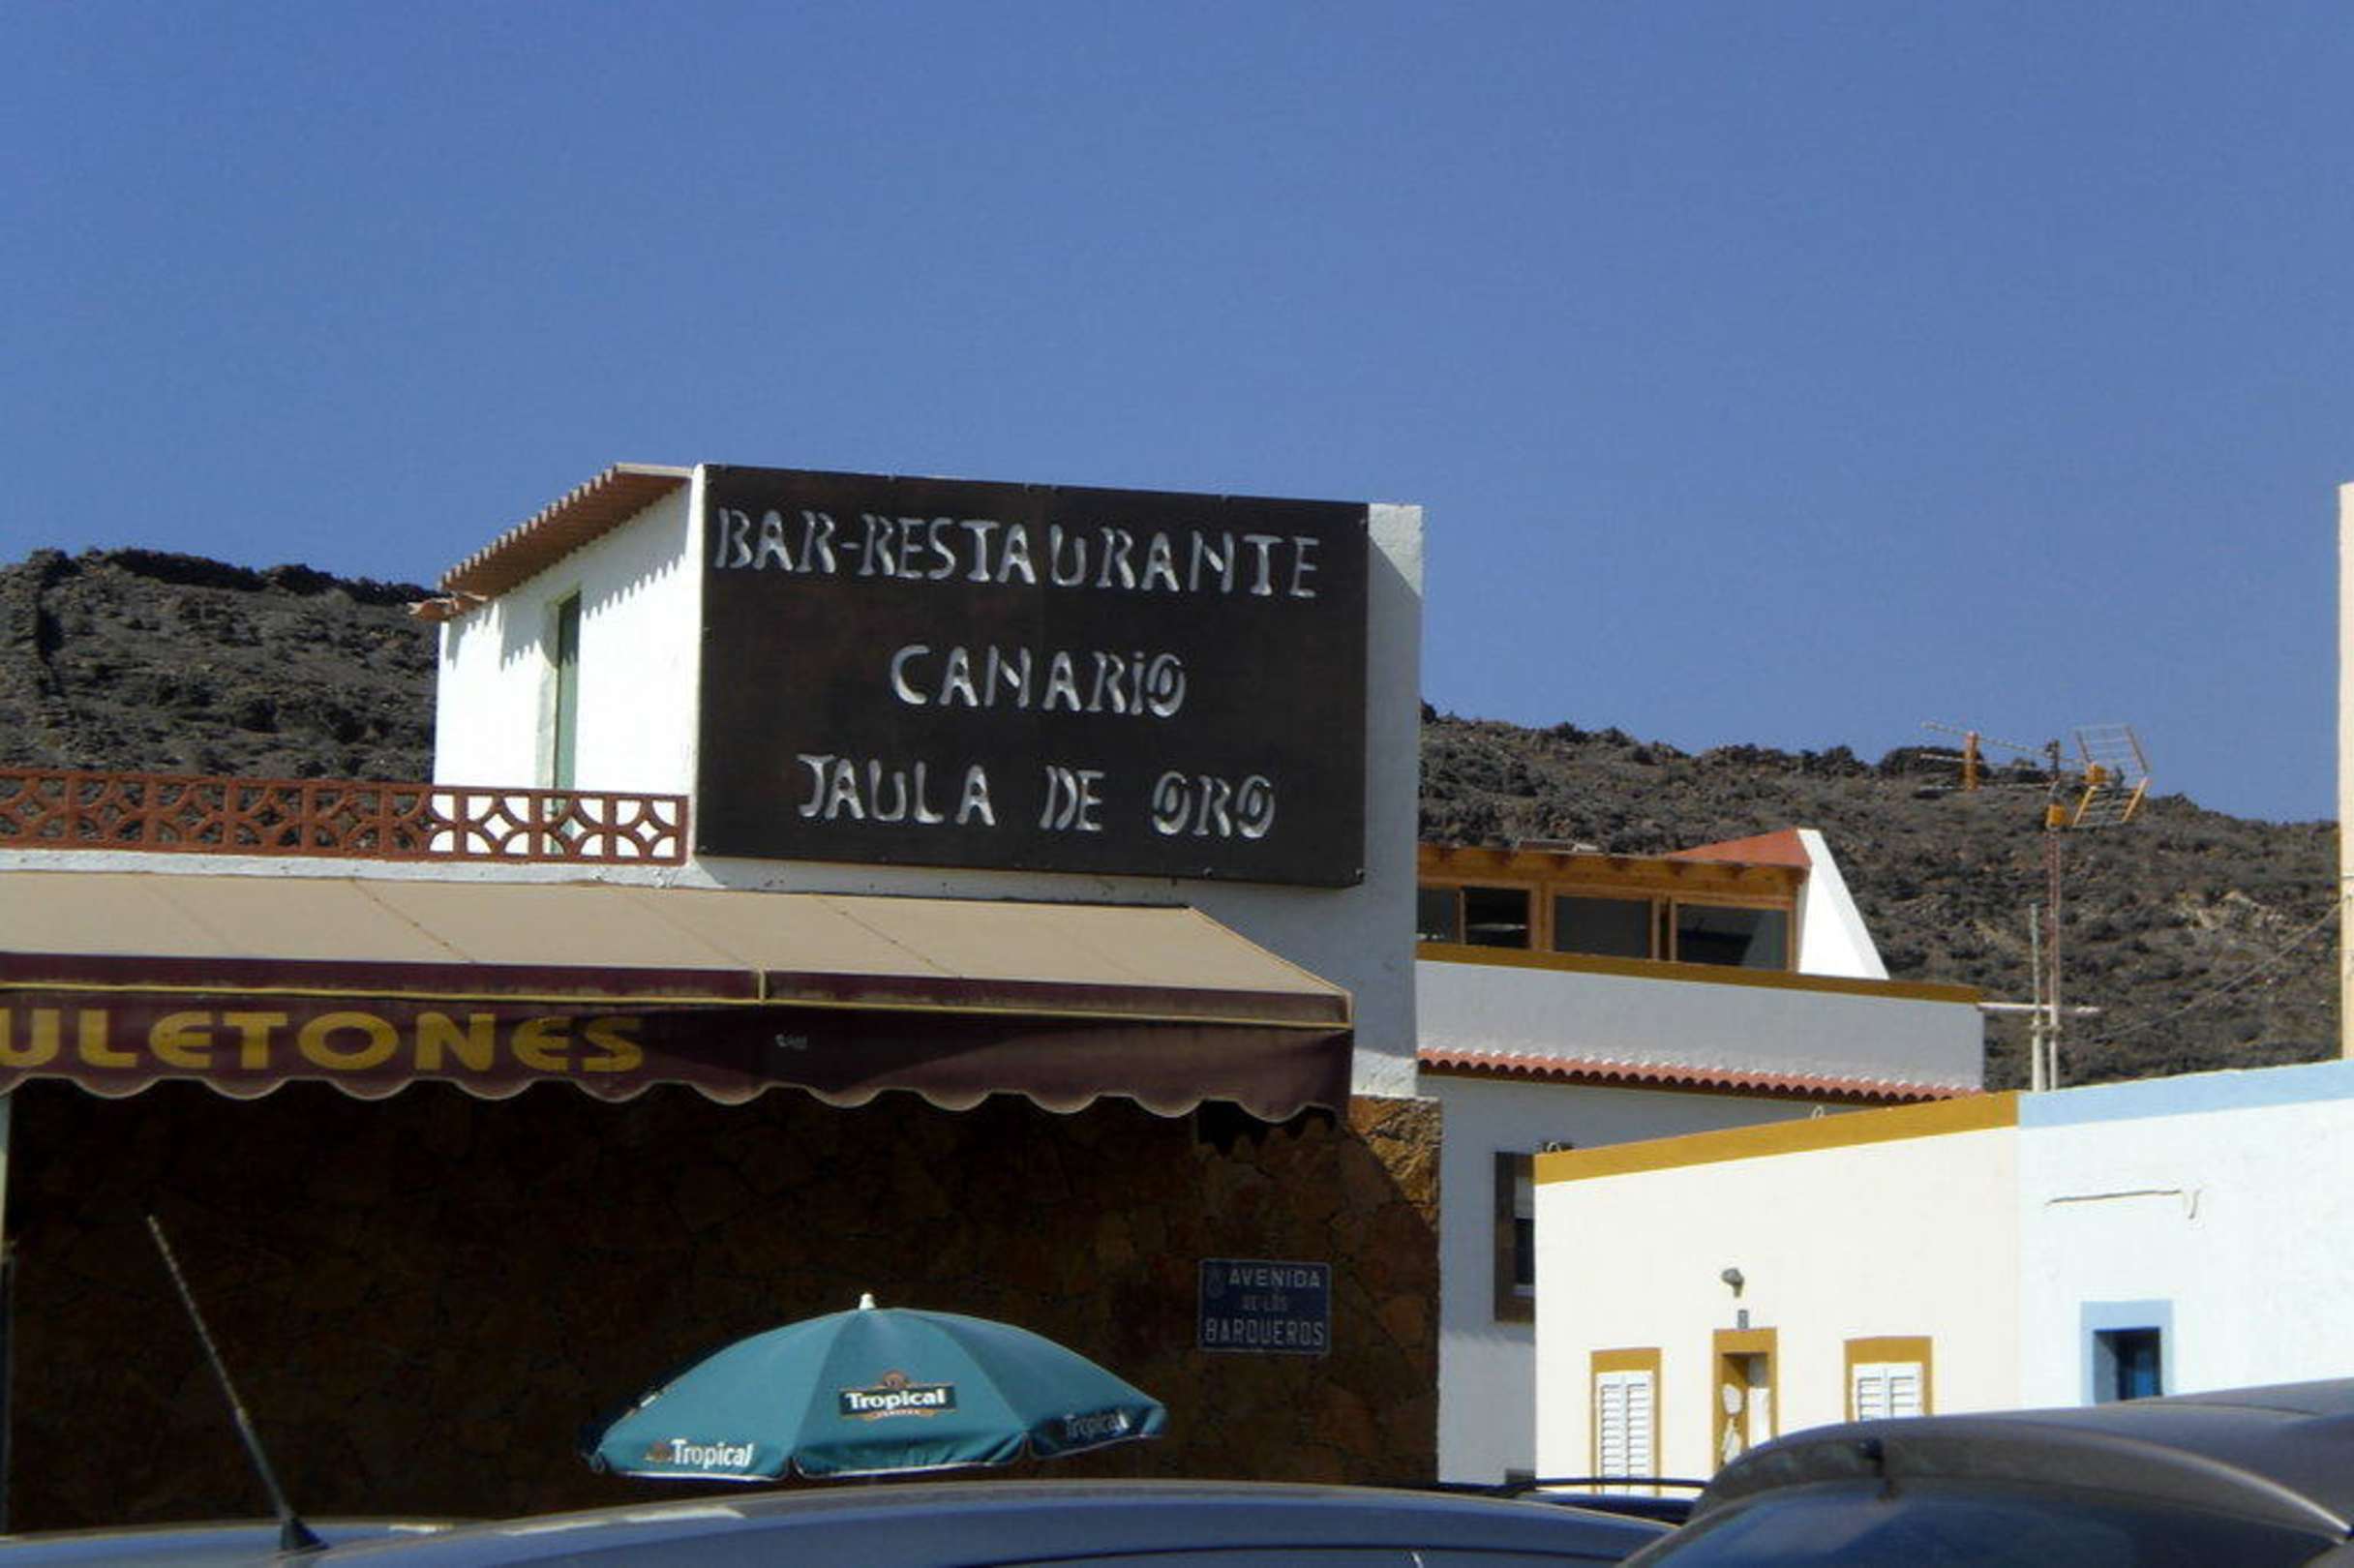 BAR-RESTAURANTE
CANARIO
JAULA DE ORO
ULETONES
AVENIDA
DE LOS
BARQUEROS
Tropical
Tropical
Tropical